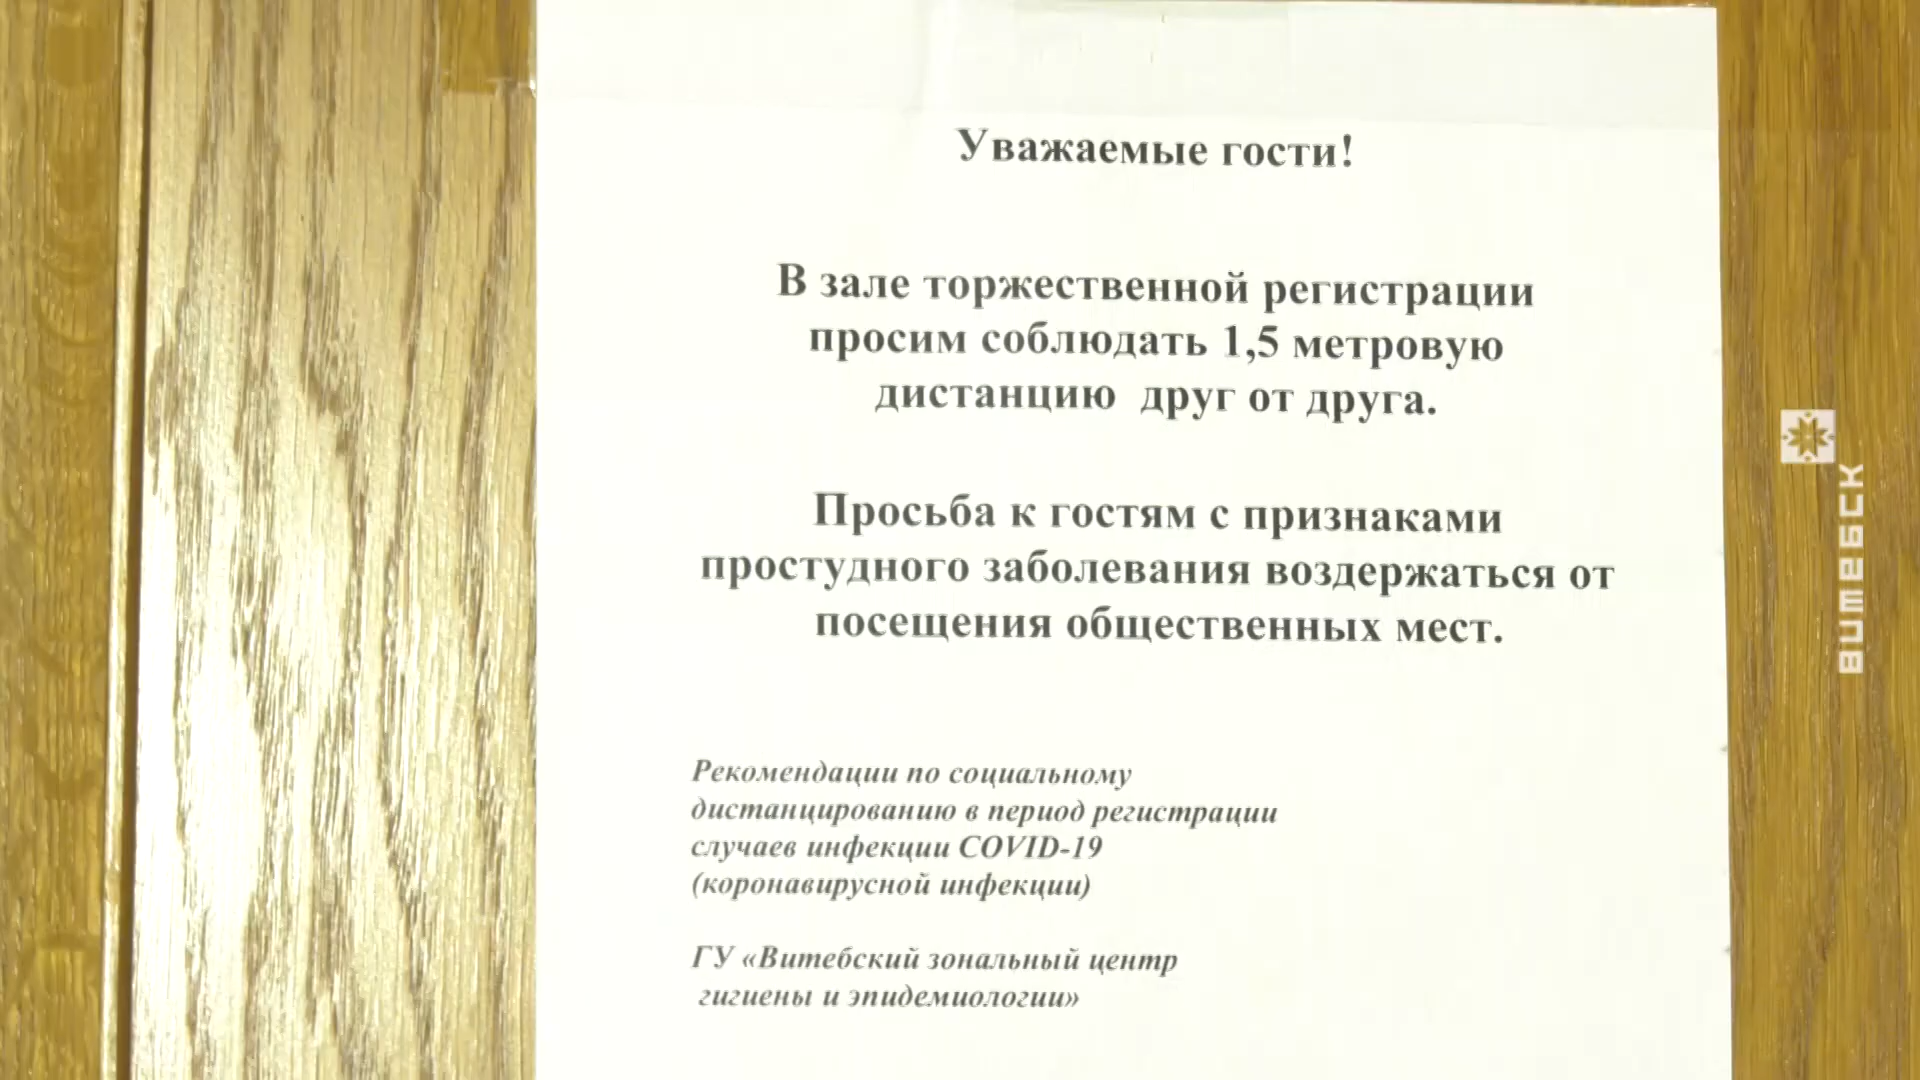 Уважаемые гости!
В зале торжественной регистрации
просим соблюдать 1,5 метровую
дистанцию друг от друга.
Просьба к гостям с признаками
простудного заболевания воздержаться от
посещения общественных мест.
Рекомендации по социальному
дистанцированию в период регистрации
случаев инфекции COVID-19
(коронавирусной инфекции)
ГУ «Витебский зональный центр
гигиены и эпидемиологии»
ВИТЕБСК